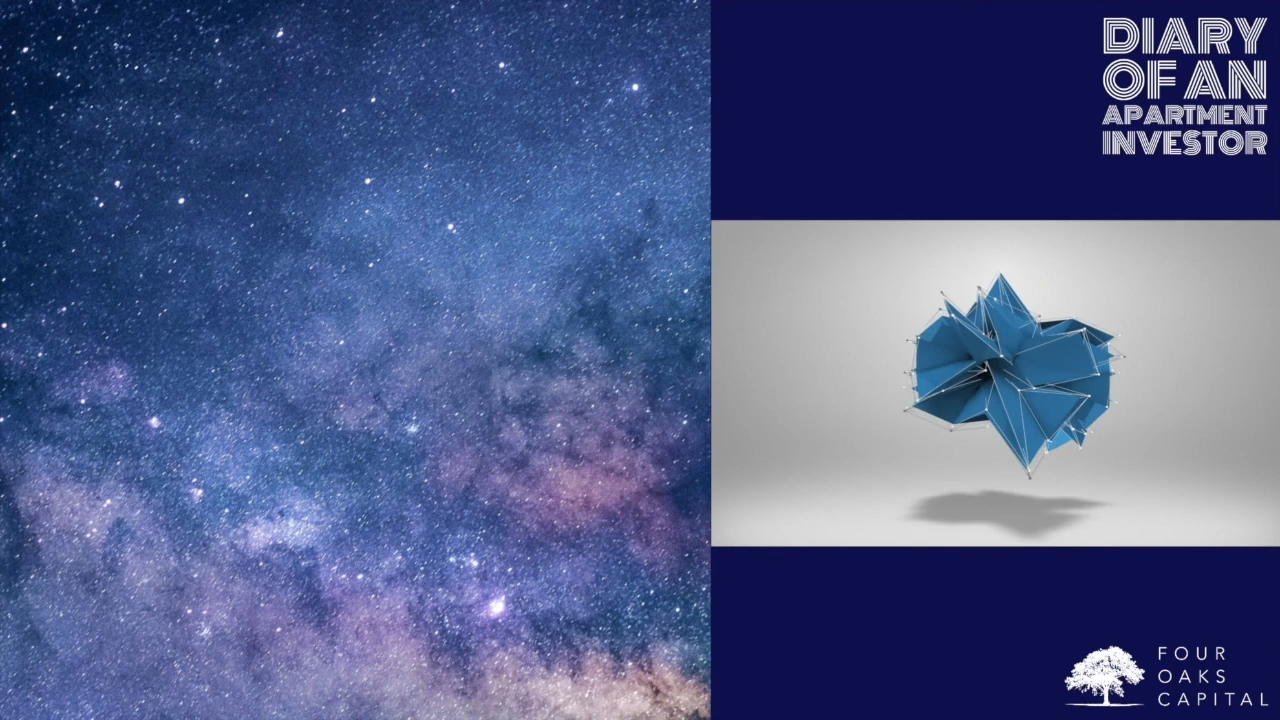 DIARY
OF AN
APARTMENT
INVESTOR
FOUR
OAKS
CAPITAL